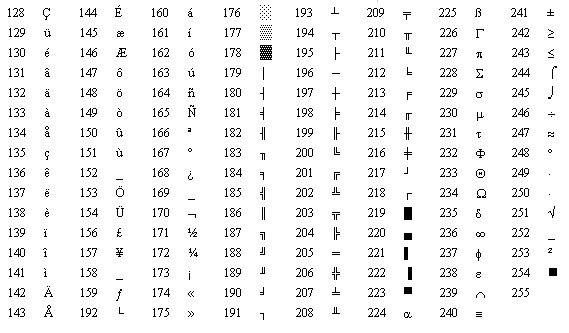 128 Ç 144 É 160 á 176 ░ 193 ┴ 209 ╤ 225 ß 241 ±
129 ü 145 æ 161 í 177 ▒ 194 ┬ 210 ╥ 226 Γ 242 ≥
130 é 146 Æ 162 ó 178 ▓ 195 ├ 211 ╙ 227 π 243 ≤
131 â 147 ô 163 ú 179 │ 196 ─ 212 ╘ 228 Σ 244 ⌠
132 ä 148 ö 164 ñ 180 ┤ 197 ┼ 213 ╒ 229 σ 245 ⌡
133 à 149 ò 165 Ñ 181 ╡ 198 ╞ 214 ╓ 230 µ 246 ÷
134 å 150 û 166 ª 182 ╢ 199 ╟ 215 ╫ 231 τ 247 ≈
135 ç 151 ù 167 º 183 ╖ 200 ╚ 216 ╪ 232 Φ 248 °
136 ê 152 _ 168 ¿ 184 ╕ 201 ╔ 217 ┘ 233 Θ 249 ·
137 ë 153 Ö 169 _ 185 ╣ 202 ╩ 218 ┌ 234 Ω 250 ·
138 è 154 Ü 170 ¬ 186 ║ 203 ╦ 219 █ 235 δ 251 √
139 ï 156 £ 171 ½ 187 ╗ 204 ╠ 220 ▄ 236 ∞ 252 _
140 î 157 ¥ 172 ¼ 188 ╝ 205 ═ 221 ▌ 237 φ 253 ²
141 ì 158 _ 173 ¡ 189 ╜ 206 ╬ 222 ▐ 238 ε 254 ■
142 Ä 159 ƒ 174 « 190 ╛ 207 ╧ 223 ▀ 239 ∩ 255
143 Å 192 └ 175 » 191 ┐ 208 ╨ 224 α 240 ≡